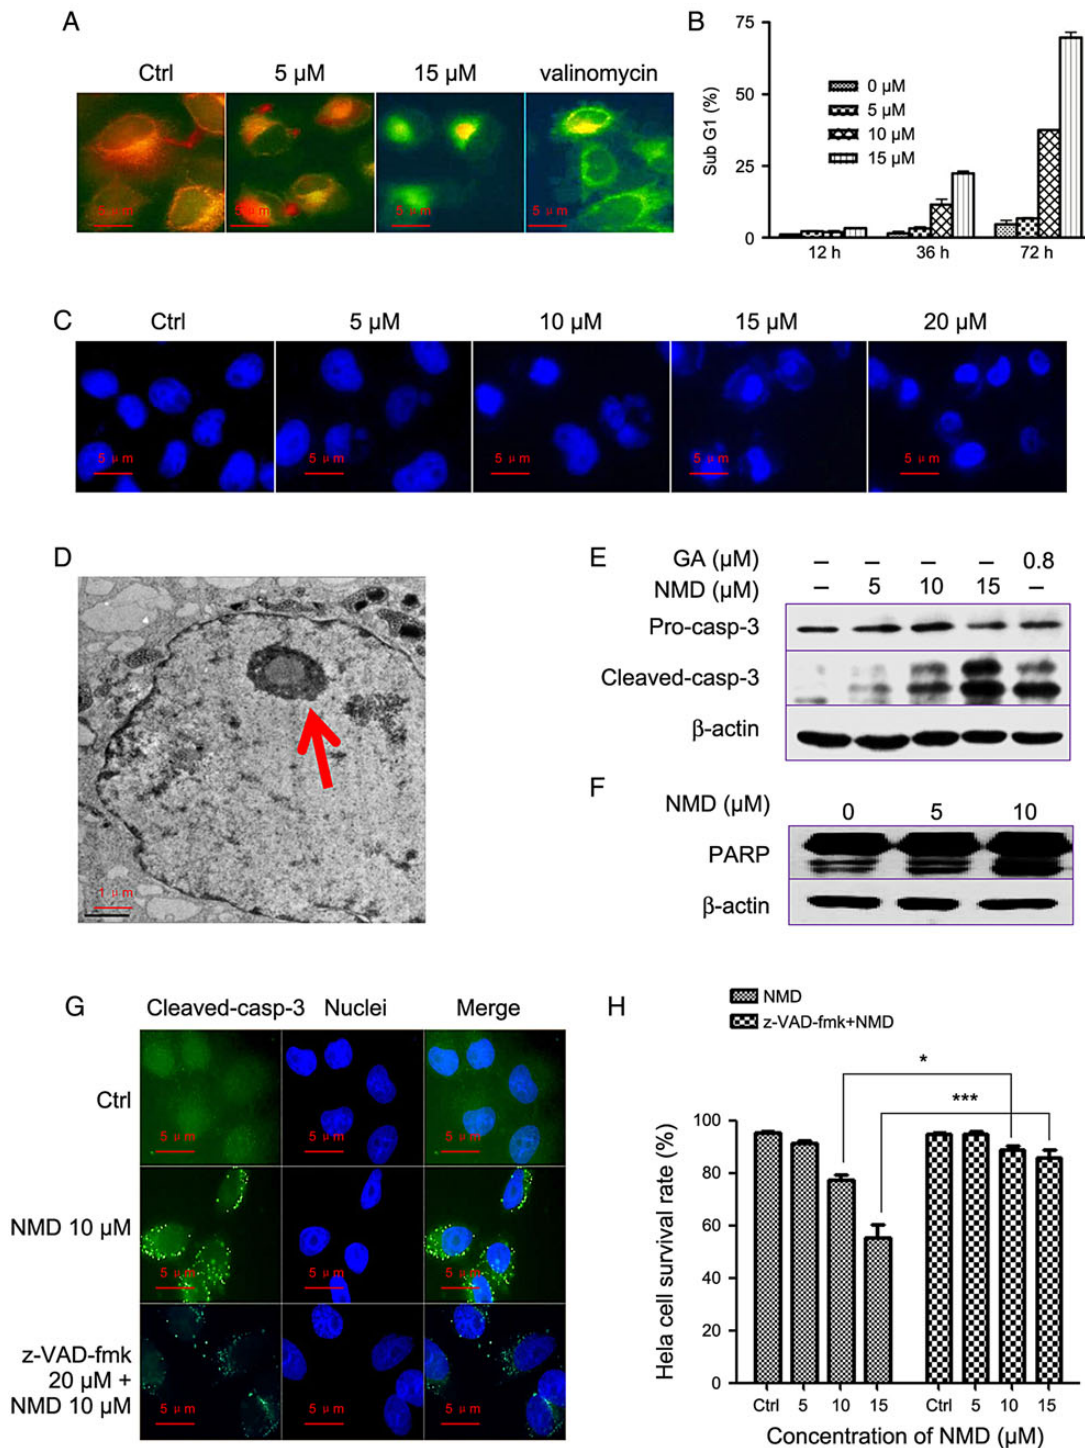 A
Ctrl 5 µM 15 µM valinomycin
5 µm 5 µm 5 µm 5 µm
B
75
50
25
0
Sub G1 (%)
0 µM
5 µM
10 µM
15 µM
12 h 36 h 72 h
C
Ctrl 5 µM 10 µM 15 µM 20 µM
5 µm 5 µm 5 µm 5 µm 5 µm
D
1 µm
E
GA (µM) – – – – 0.8
NMD (µM) – 5 10 15 –
Pro-casp-3
Cleaved-casp-3
β-actin
F
NMD (µM) 0 5 10
PARP
β-actin
G
Cleaved-casp-3 Nuclei Merge
Ctrl
5 µm 5 µm 5 µm
NMD 10 µM
5 µm 5 µm 5 µm
z-VAD-fmk
20 µM +
NMD 10 µM
5 µm 5 µm 5 µm
H
NMD
z-VAD-fmk+NMD
*
***
100
80
60
40
20
0
Hela cell survival rate (%)
Ctrl 5 10 15 Ctrl 5 10 15
Concentration of NMD (µM)